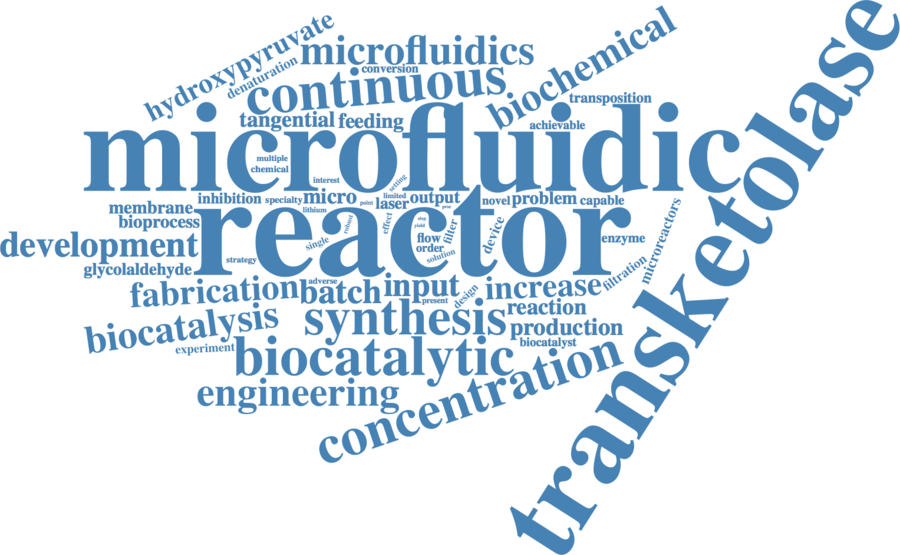 hydroxypyruvate
denaturation
microfluidics
conversion
continuous
biochemical
transposition
tangential feeding
achievable
transketolase
microfluidic
multiple
chemical
interest
setting
inhibition specialty micro point laser limited output novel problem capable
membrane
lithium
bioprocess
development
glycolaldehyde
reactor
strategy
single
robust
effect
step
yield
flow
order
filter
solution
device
enzyme
microreactors
filtration
fabrication
adverse
batch
input
present
design
increase
biocatalysis
synthesis
reaction
production
biocatalyst
experiment
biocatalytic
engineering
concentration